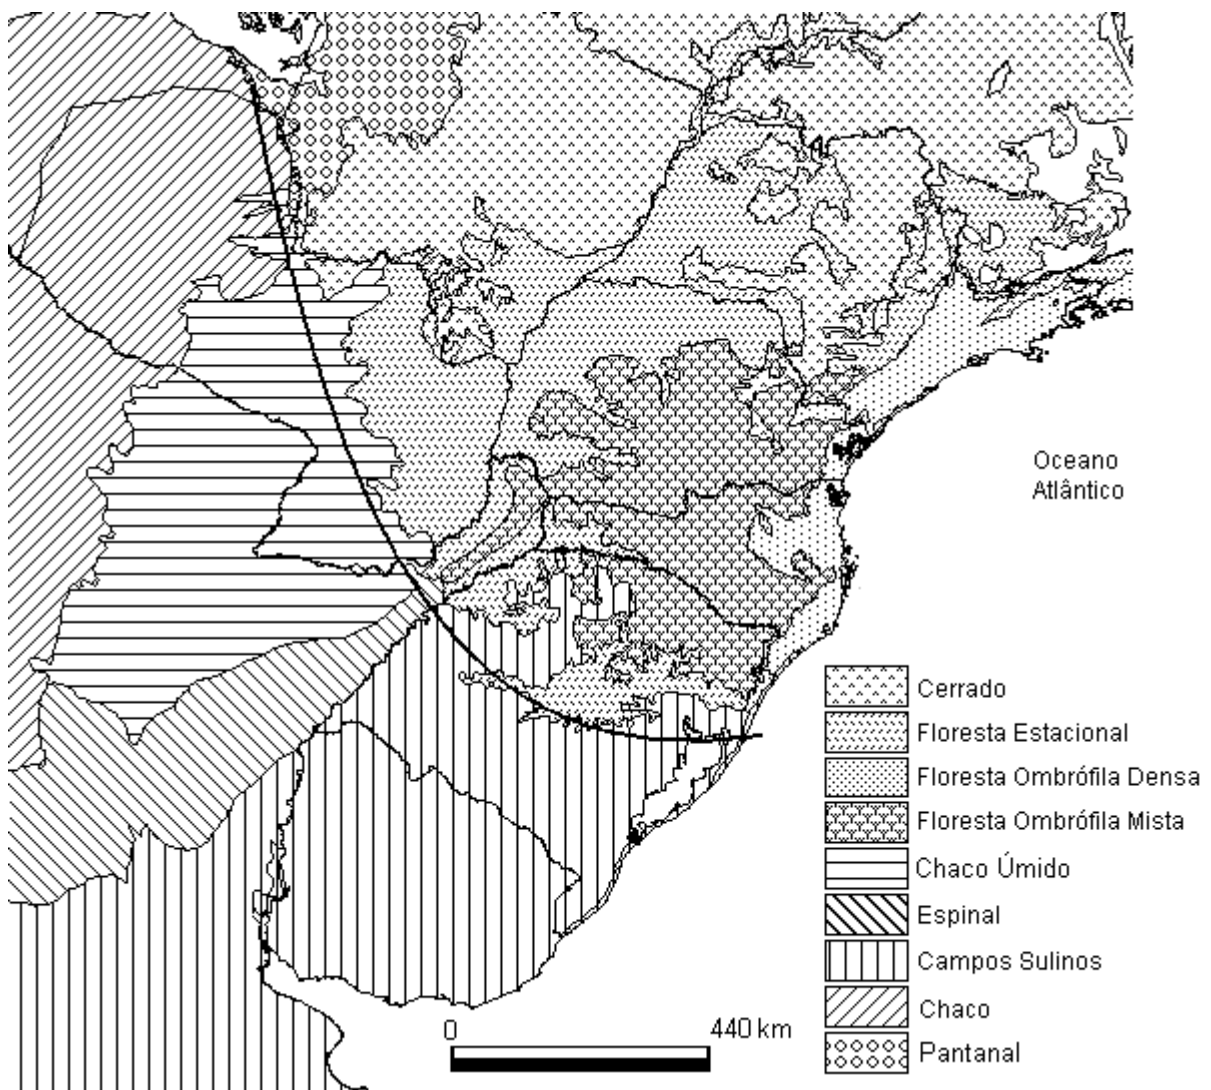 Oceano
Atlântico
Cerrado
Floresta Estacional
Floresta Ombrófila Densa
Floresta Ombrófila Mista
Chaco Úmido
Espinal
Campos Sulinos
Chaco
Pantanal
0 440 km